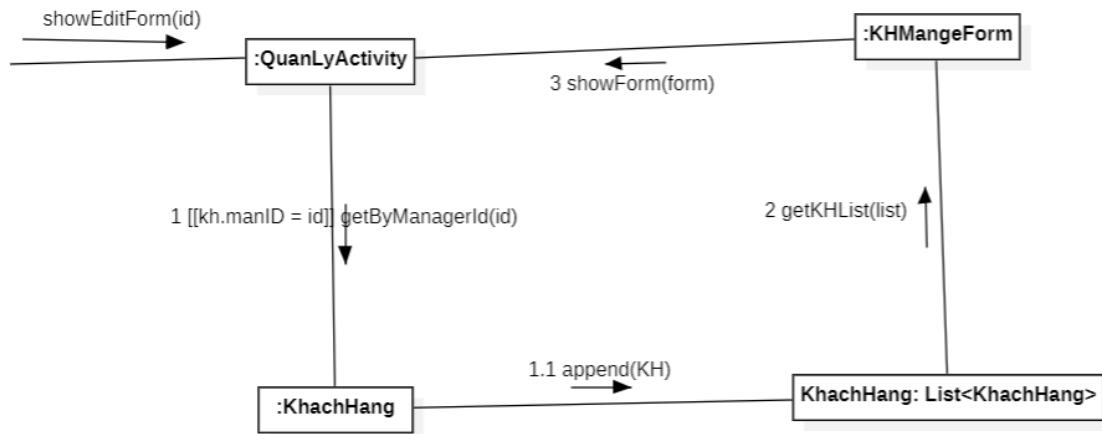 showEditForm(id)
:QuanLyActivity
:KHMangeForm
3 showForm(form)
1 [[kh.manID = id]] getByManagerId(id)
2 getKHList(list)
1.1 append(KH)
:KhachHang
KhachHang: List<KhachHang>